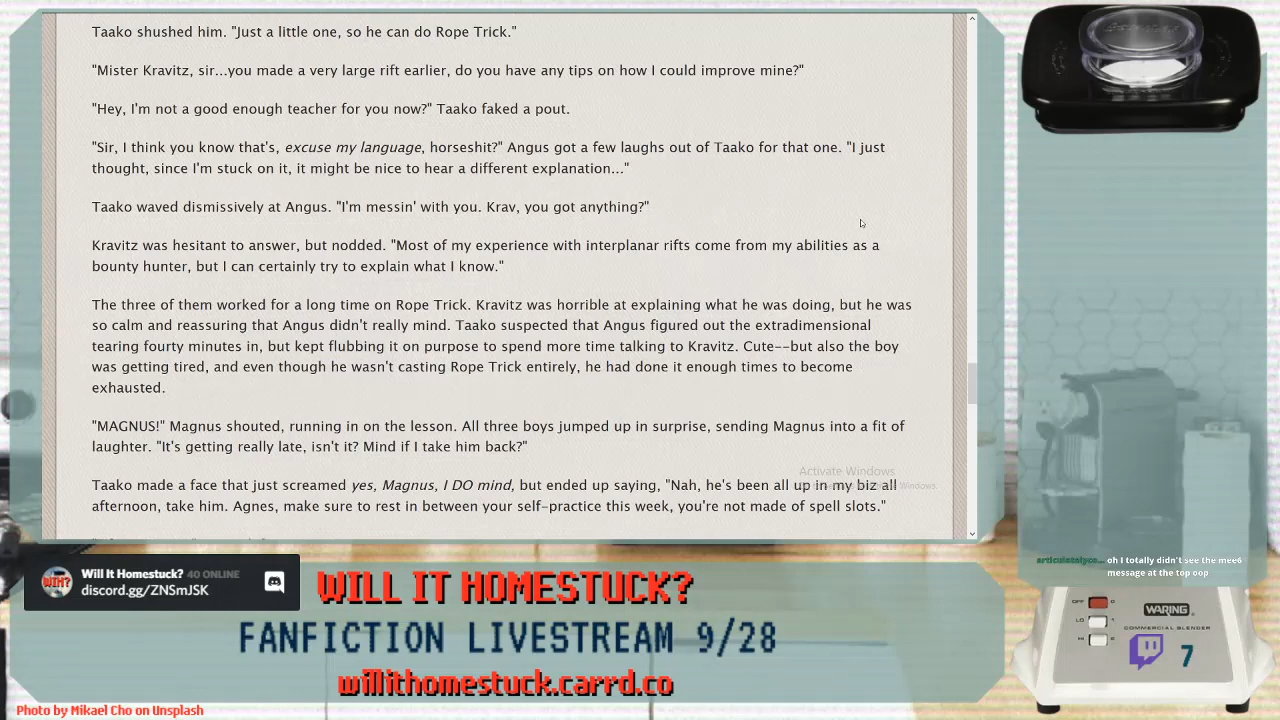 Taako shushed him. "Just a little one, so he can do Rope Trick."
"Mister Kravitz, sir...you made a very large rift earlier, do you have any tips on how I could improve mine?"
"Hey, I'm not a good enough teacher for you now?" Taako faked a pout.
"Sir, I think you know that's, excuse my language, horseshit?" Angus got a few laughs out of Taako for that one. "I just
thought, since I'm stuck on it, it might be nice to hear a different explanation..."
Taako waved dismissively at Angus. "I'm messin' with you. Krav, you got anything?"
Kravitz was hesitant to answer, but nodded. "Most of my experience with interplanar rifts come from my abilities as a
bounty hunter, but I can certainly try to explain what I know."
The three of them worked for a long time on Rope Trick. Kravitz was horrible at explaining what he was doing, but he was
so calm and reassuring that Angus didn't really mind. Taako suspected that Angus figured out the extradimensional
tearing fourty minutes in, but kept flubbing it on purpose to spend more time talking to Kravitz. Cute--but also the boy
was getting tired, and even though he wasn't casting Rope Trick entirely, he had done it enough times to become
exhausted.
"MAGNUS!" Magnus shouted, running in on the lesson. All three boys jumped up in surprise, sending Magnus into a fit of
laughter. "It's getting really late, isn't it? Mind if I take him back?"
Activate Windows
Taako made a face that just screamed yes, Magnus, I DO mind, but ended up saying, "Nah, he's been all up in my biz all
Windows.
afternoon, take him. Agnes, make sure to rest in between your self-practice this week, you're not made of spell slots."
oh I totally didn't see the mee6
message at the top oop
WIH?
Will It Homestuck? 40 ONLINE
discord.gg/ZNSmJSK
WILL IT HOMESTUCK?
FANFICTION LIVESTREAM 9/28
willithomestuck.carrd.co
OFF 0
LO 1
HI
WARING
COMMERCIAL BLENDER
7
Photo by Mikael Cho on Unsplash